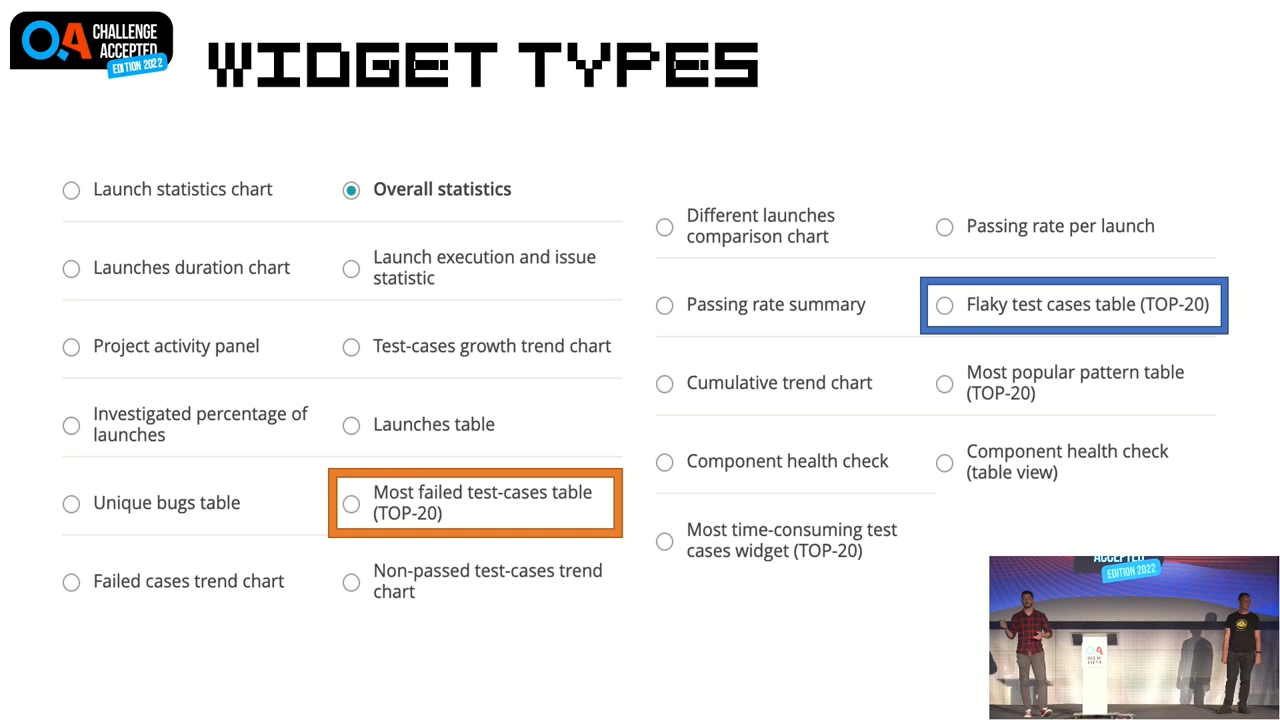 QA CHALLENGE
ACCEPTED
EDITION 2022
WIDGET TYPES
Launch statistics chart
Overall statistics
Launches duration chart
Launch execution and issue
statistic
Project activity panel
Test-cases growth trend chart
Investigated percentage of
launches
Launches table
Unique bugs table
Most failed test-cases table
(TOP-20)
Failed cases trend chart
Non-passed test-cases trend
chart
Different launches
comparison chart
Passing rate per launch
Passing rate summary
Flaky test cases table (TOP-20)
Cumulative trend chart
Most popular pattern table
(TOP-20)
Component health check
Component health check
(table view)
Most time-consuming test
cases widget (TOP-20)
ACCEPTED
EDITION 2022
QA